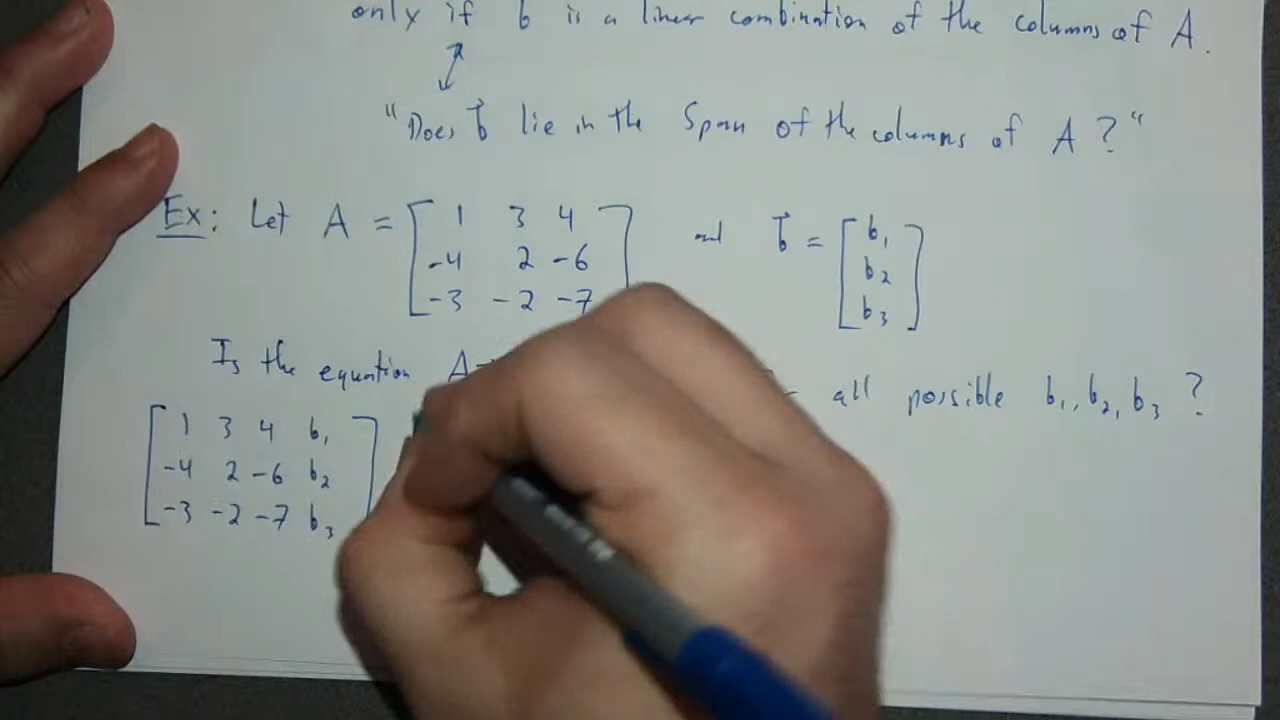 only if b is a linear combination of the columns of A.
"Does b⃗ lie in the Span of the columns of A?"
Ex: Let A = [ 1 3 4 and b⃗ = [ b₁
-4 2 -6 b₂
-3 -2 -7 b₃ ]
Is the equation A all possible b₁, b₂, b₃ ?
[ 1 3 4 b₁
-4 2 -6 b₂
-3 -2 -7 b₃ ]